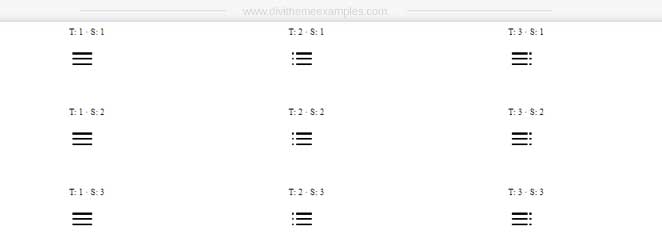 www.divithemeexamples.com
T: 1 · S: 1
T: 2 · S: 1
T: 3 · S: 1
T: 1 · S: 2
T: 2 · S: 2
T: 3 · S: 2
T: 1 · S: 3
T: 2 · S: 3
T: 3 · S: 3